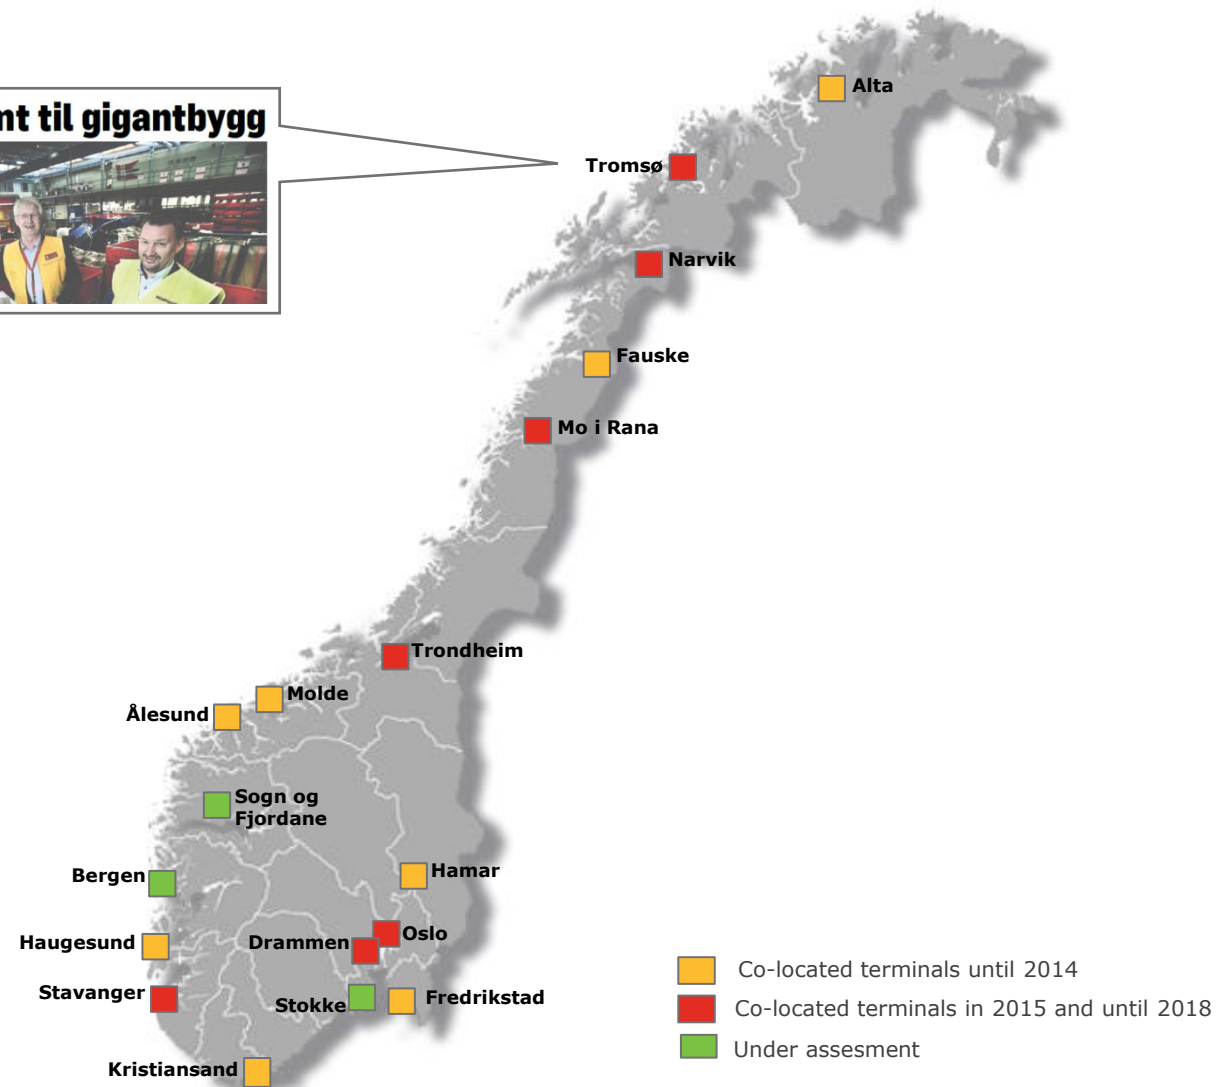 til gigantbygg
Alta
Tromsø
Narvik
Fauske
Mo i Rana
Trondheim
Molde
Ålesund
Sogn og
Fjordane
Bergen
Hamar
Haugesund
Drammen
Oslo
Stavanger
Stokke
Fredrikstad
Kristiansand
Co-located terminals until 2014
Co-located terminals in 2015 and until 2018
Under assesment